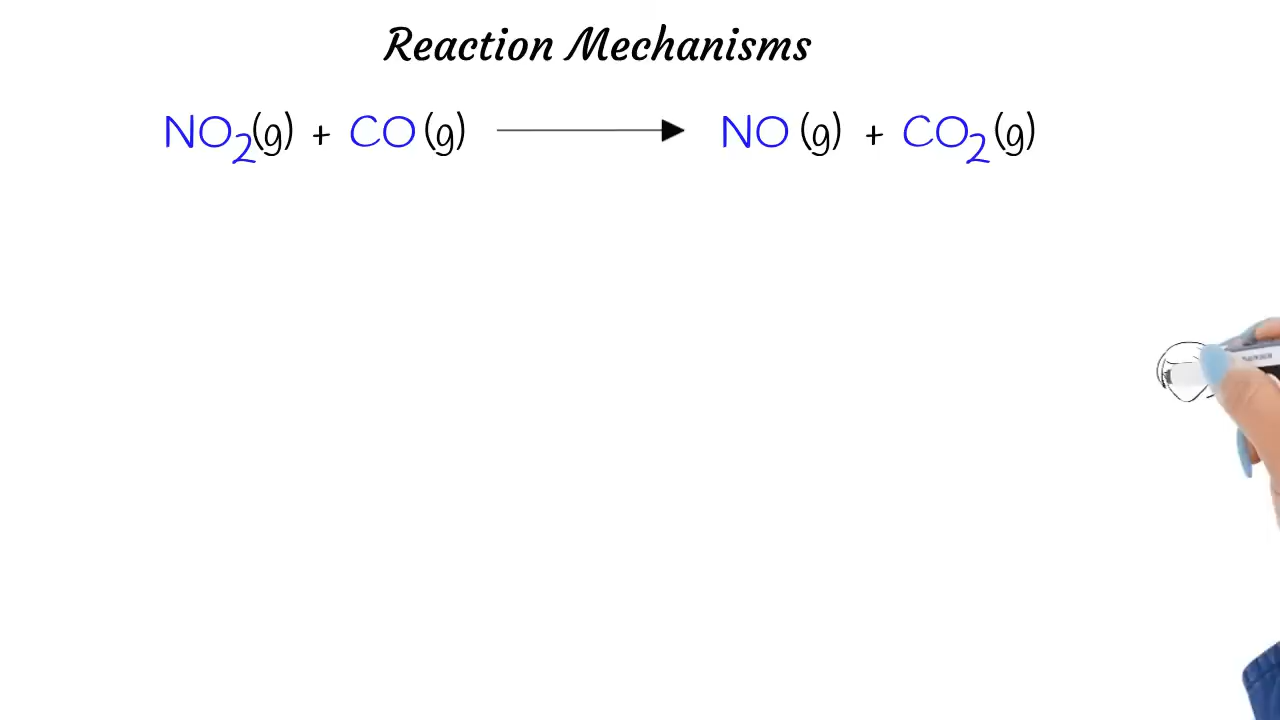 Reaction Mechanisms
NO₂(g) + CO (g) ⟶ NO (g) + CO₂ (g)